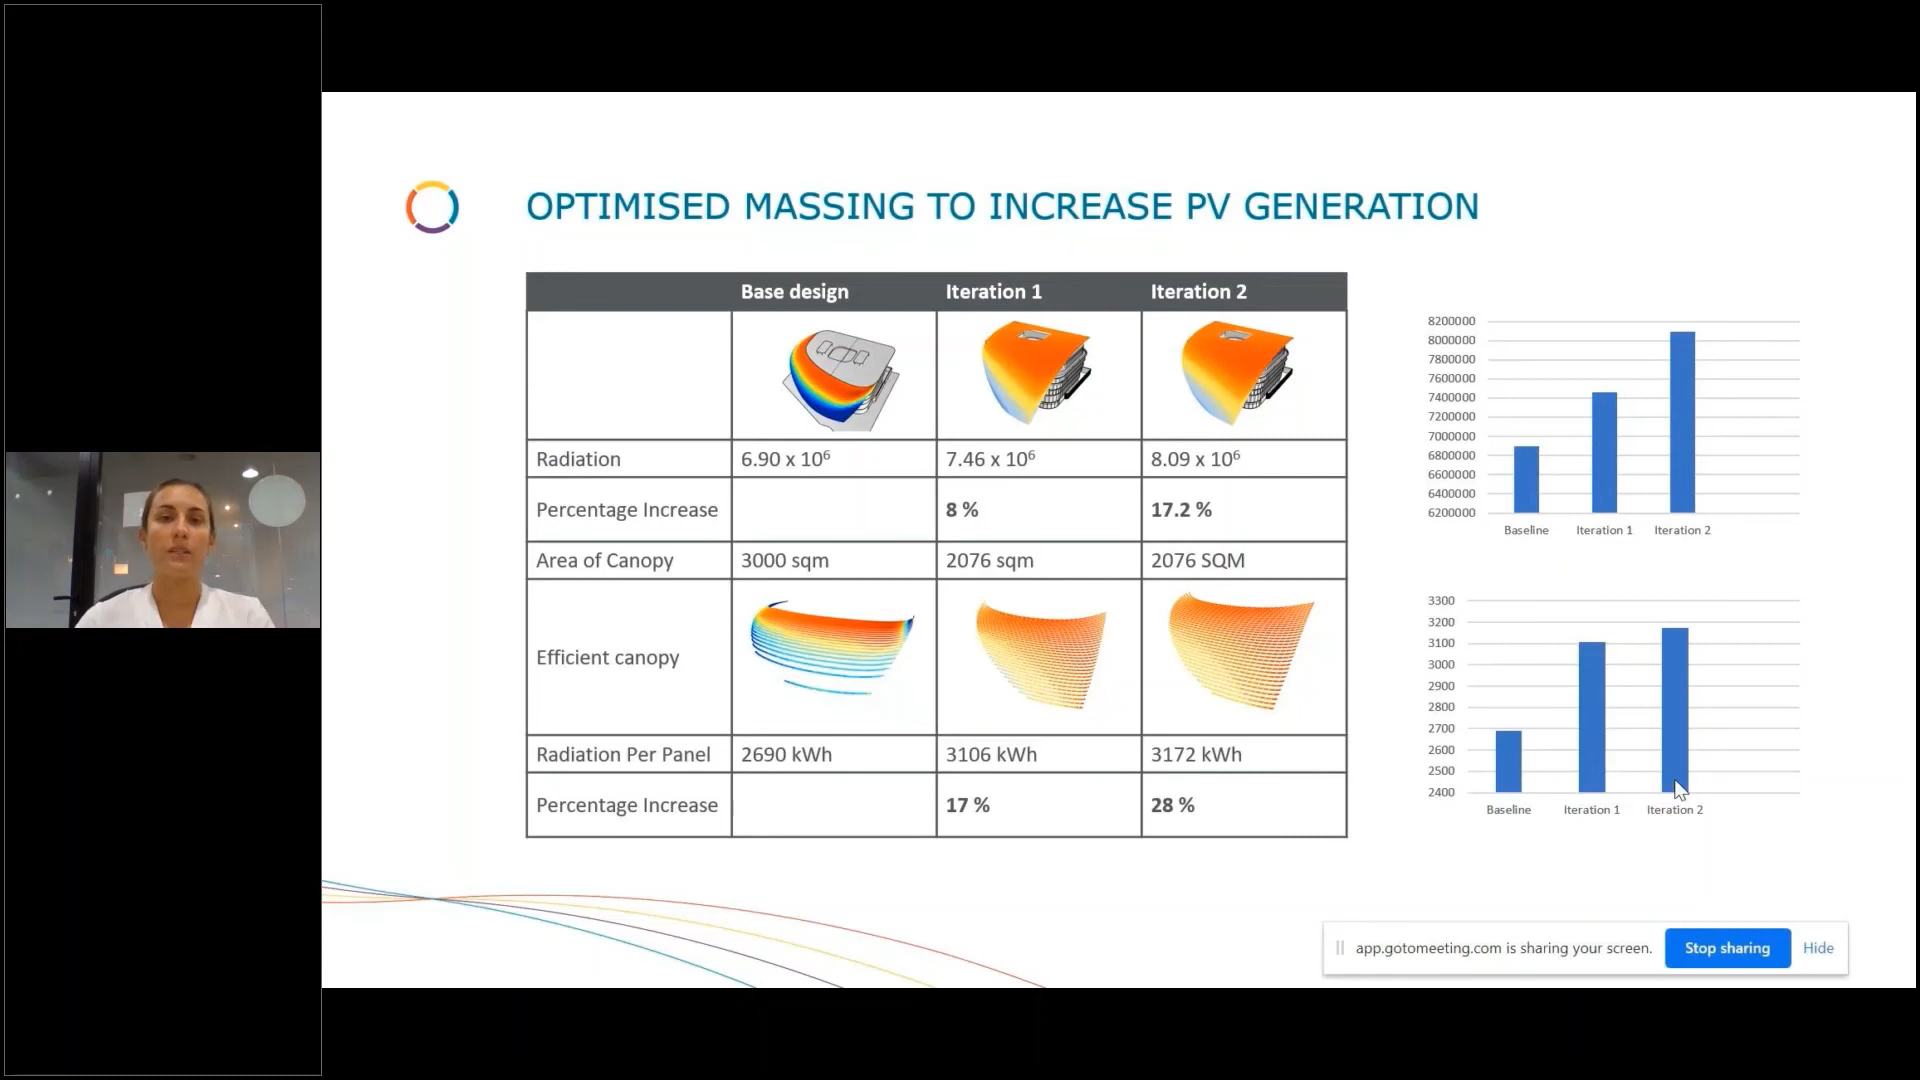 OPTIMISED MASSING TO INCREASE PV GENERATION
Base design Iteration 1 Iteration 2
Radiation 6.90 x 10⁶ 7.46 x 10⁶ 8.09 x 10⁶
Percentage Increase 8 % 17.2 %
Area of Canopy 3000 sqm 2076 sqm 2076 SQM
Efficient canopy
Radiation Per Panel 2690 kWh 3106 kWh 3172 kWh
Percentage Increase 17 % 28 %
8200000
8000000
7800000
7600000
7400000
7200000
7000000
6800000
6600000
6400000
6200000
Baseline Iteration 1 Iteration 2
3300
3200
3100
3000
2900
2800
2700
2600
2500
2400
Baseline Iteration 1 Iteration 2
app.gotomeeting.com is sharing your screen. Stop sharing Hide